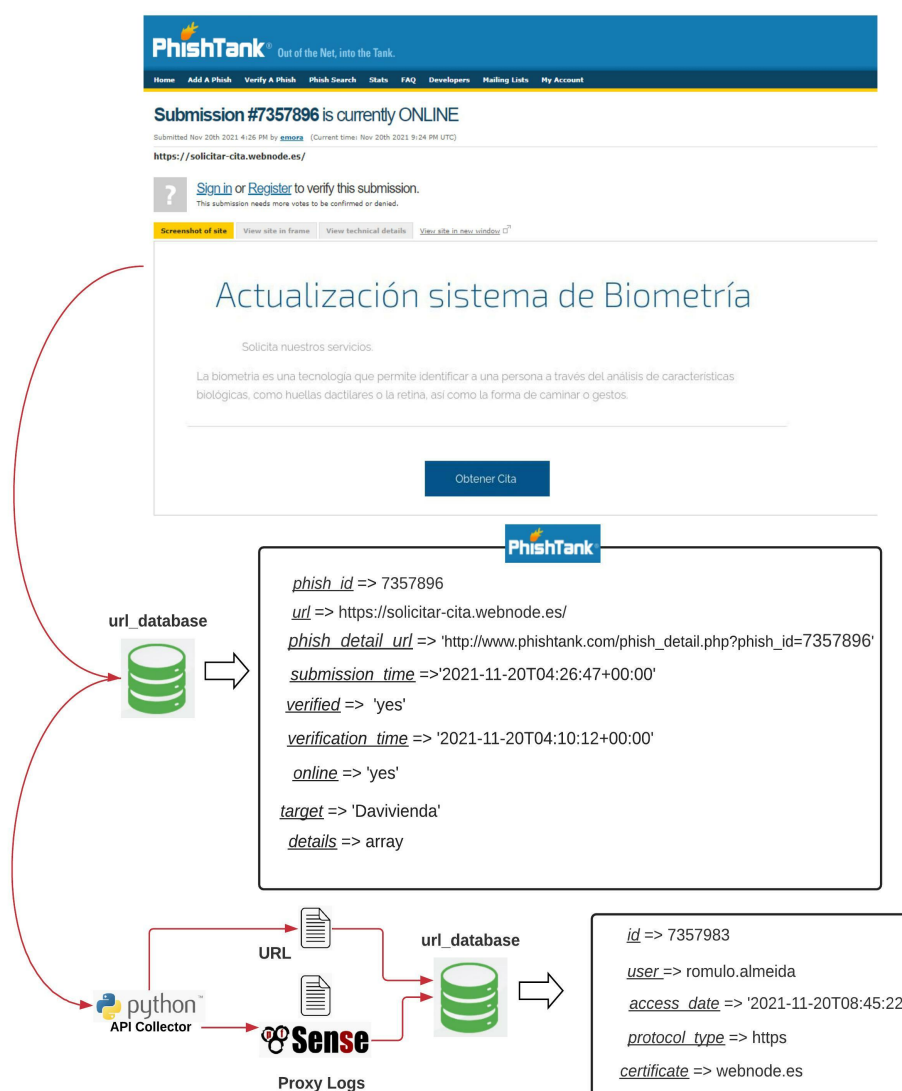 PhishTank® Out of the Net, into the Tank.
Home Add A Phish Verify A Phish Phish Search Stats FAQ Developers Mailing Lists My Account
Submission #7357896 is currently ONLINE
Submitted Nov 20th 2021 4:26 PM by emora (Current time: Nov 20th 2021 9:24 PM UTC)
https://solicitar-cita.webnode.es/
?
Sign in or Register to verify this submission.
This submission needs more votes to be confirmed or denied.
Screenshot of site View site in frame View technical details View site in new window
Actualización sistema de Biometría
Solicita nuestros servicios.
La biometria es una tecnología que permite identificar a una persona a través del análisis de características
biológicas, como huellas dactilares o la retina, así como la forma de caminar o gestos.
Obtener Cita
PhishTank®
phish_id => 7357896
url => https://solicitar-cita.webnode.es/
phish_detail_url => 'http://www.phishtank.com/phish_detail.php?phish_id=7357896'
submission_time =>'2021-11-20T04:26:47+00:00'
verified => 'yes'
verification_time => '2021-11-20T04:10:12+00:00'
online => 'yes'
target => 'Davivienda'
details => array
url_database
URL
python™
API Collector
pf Sense
Proxy Logs
url_database
id => 7357983
user => romulo.almeida
access_date => '2021-11-20T08:45:22
protocol_type => https
certificate => webnode.es